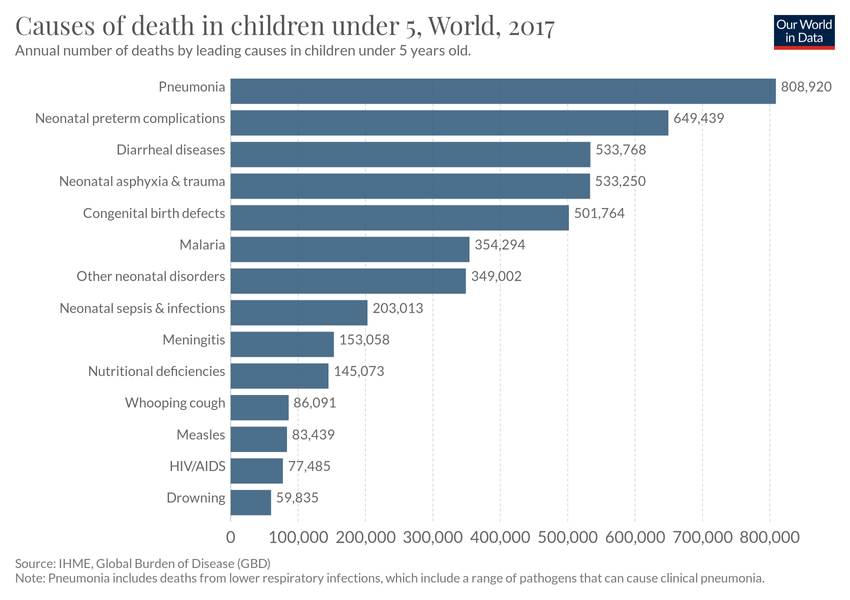 Causes of death in children under 5, World, 2017
Annual number of deaths by leading causes in children under 5 years old.
Our World
in Data
Pneumonia 808,920
Neonatal preterm complications 649,439
Diarrheal diseases 533,768
Neonatal asphyxia & trauma 533,250
Congenital birth defects 501,764
Malaria 354,294
Other neonatal disorders 349,002
Neonatal sepsis & infections 203,013
Meningitis 153,058
Nutritional deficiencies 145,073
Whooping cough 86,091
Measles 83,439
HIV/AIDS 77,485
Drowning 59,835
0 100,000 200,000 300,000 400,000 500,000 600,000 700,000 800,000
Source: IHME, Global Burden of Disease (GBD)
Note: Pneumonia includes deaths from lower respiratory infections, which include a range of pathogens that can cause clinical pneumonia.